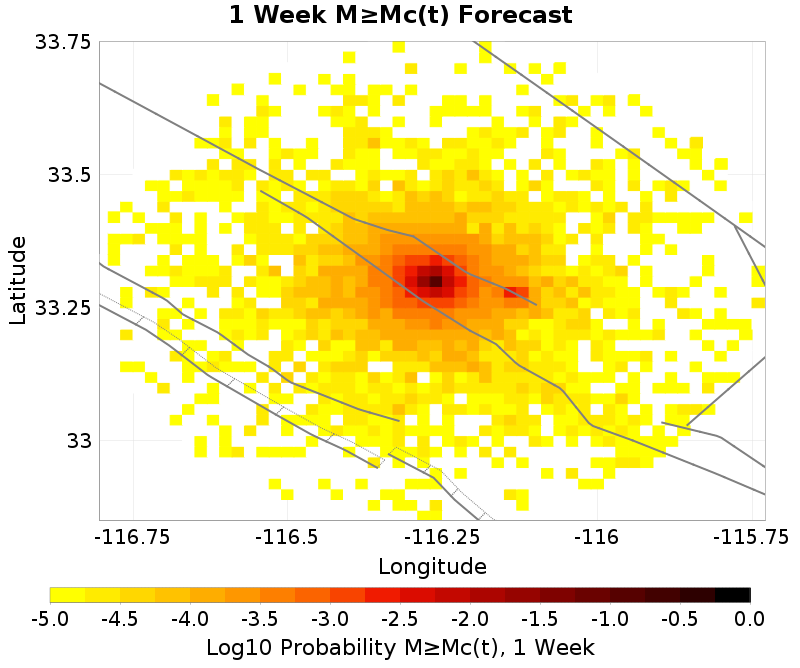 1 Week M≥Mc(t) Forecast
33.75
33.5
33.25
33
Latitude
-116.75 -116.5 -116.25 -116 -115.75
Longitude
-5.0 -4.5 -4.0 -3.5 -3.0 -2.5 -2.0 -1.5 -1.0 -0.5 0.0
Log10 Probability M≥Mc(t), 1 Week